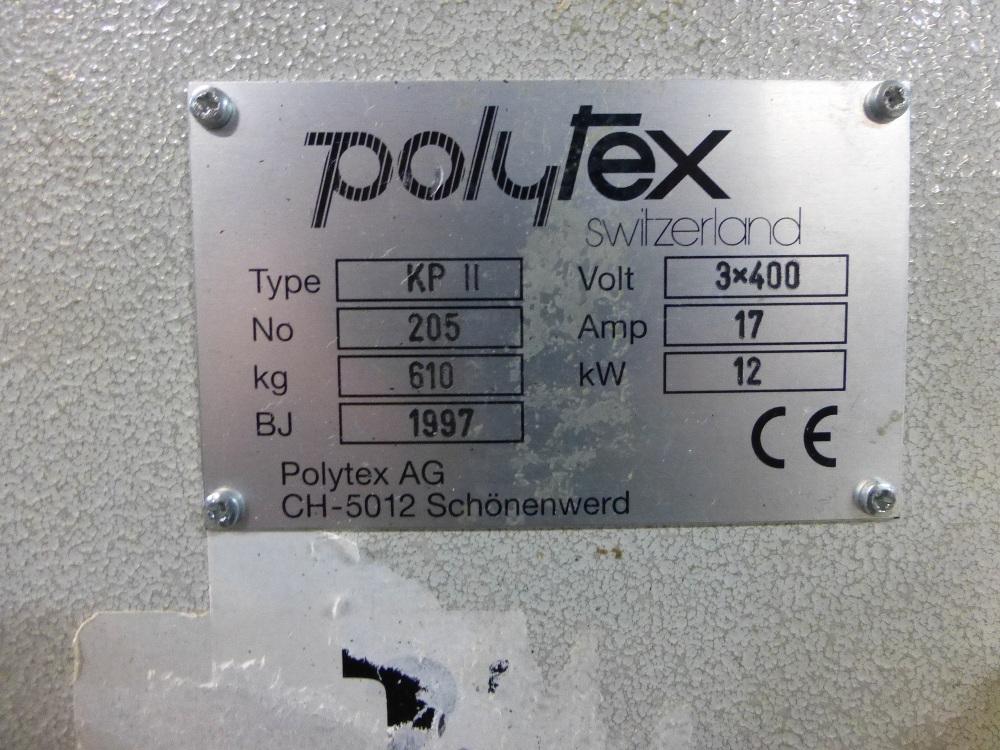 polytex
switzerland
Type KP II Volt 3×400
No 205 Amp 17
kg 610 kW 12
BJ 1997 CE
Polytex AG
CH-5012 Schönenwerd